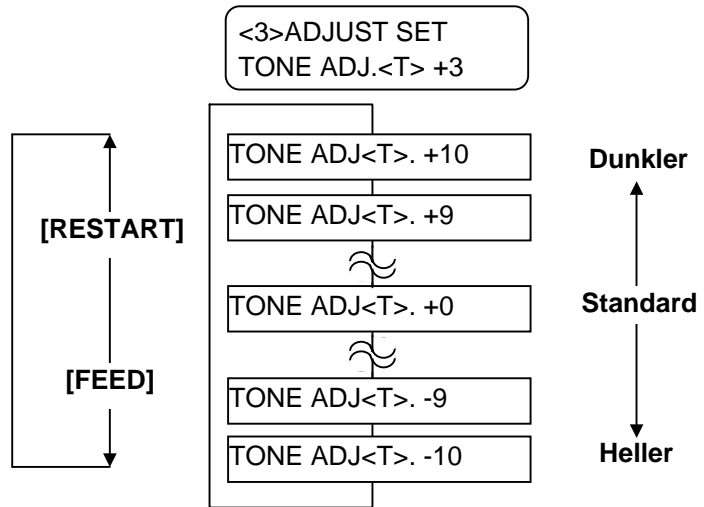 <3>ADJUST SET
TONE ADJ.<T> +3
TONE ADJ<T>. +10
Dunkler
TONE ADJ<T>. +9
[RESTART]
TONE ADJ<T>. +0
Standard
[FEED]
TONE ADJ<T>. -9
TONE ADJ<T>. -10
Heller